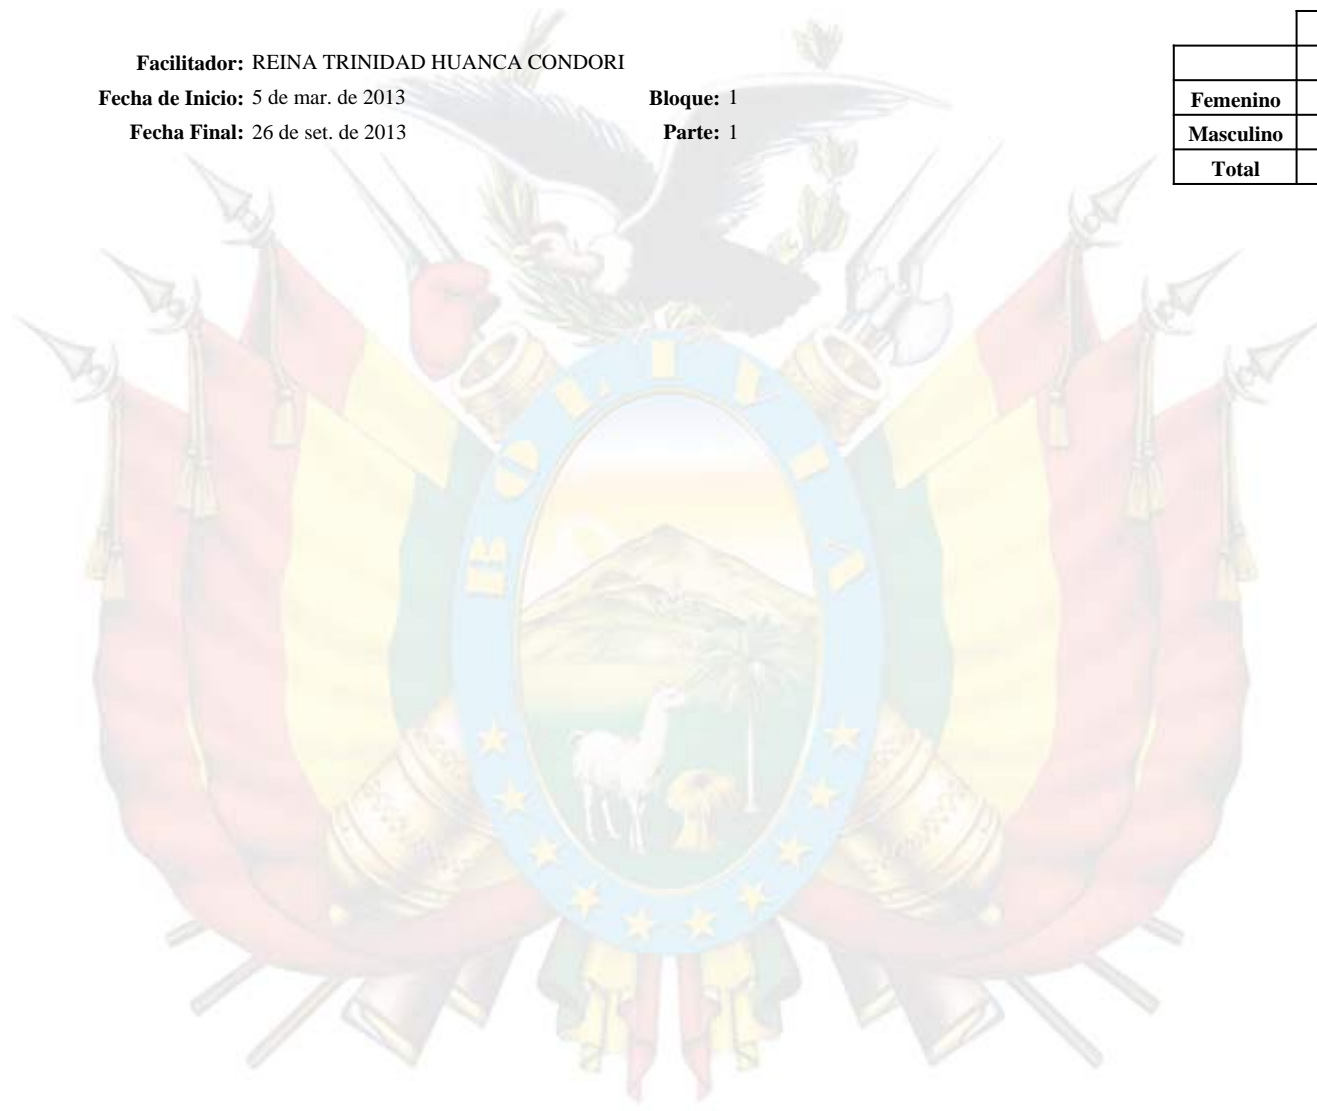 Facilitador: REINA TRINIDAD HUANCA CONDORI
Fecha de Inicio: 5 de mar. de 2013 Bloque: 1
Fecha Final: 26 de set. de 2013 Parte: 1
Femenino
Masculino
Total
BOLIVIA